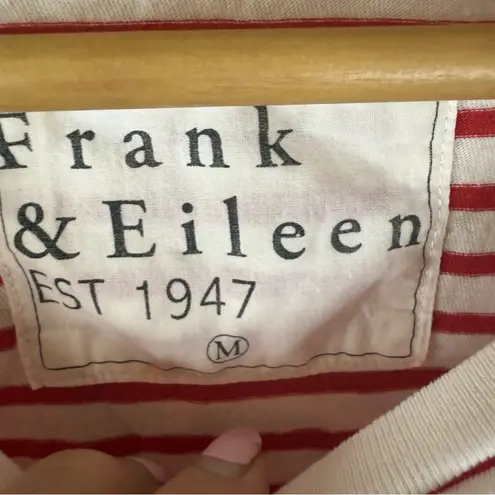 Frank
& Eileen
EST 1947
M